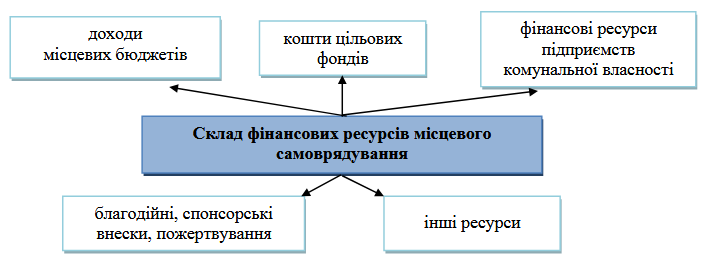 доходи
місцевих бюджетів
кошти цільових
фондів
фінансові ресурси
підприємств
комунальної власності
Склад фінансових ресурсів місцевого
самоврядування
благодійні, спонсорські
внески, пожертвування
інші ресурси